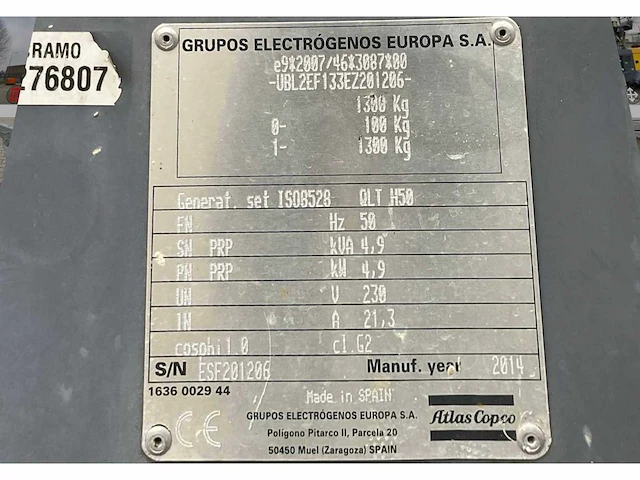 RAMO
276807
GRUPOS ELECTRÓGENOS EUROPA S.A.
e9*2007/46*3087*00
-UBL2EF133EZ201206-
1300 Kg
0- 100 Kg
1- 1300 Kg
Generat. set ISO8528 QLT H50
FN Hz 50
SN PRP kVA 4,9
PN PRP kW 4,9
UN V 230
IN A 21,3
cosphi1.0 cl.G2
S/N ESF201206 Manuf. year 2014
1636 0029 44
Made in SPAIN
CE
GRUPOS ELECTRÓGENOS EUROPA S.A.
Polígono Pitarco II, Parcela 20
50450 Muel (Zaragoza) SPAIN
Atlas Copco